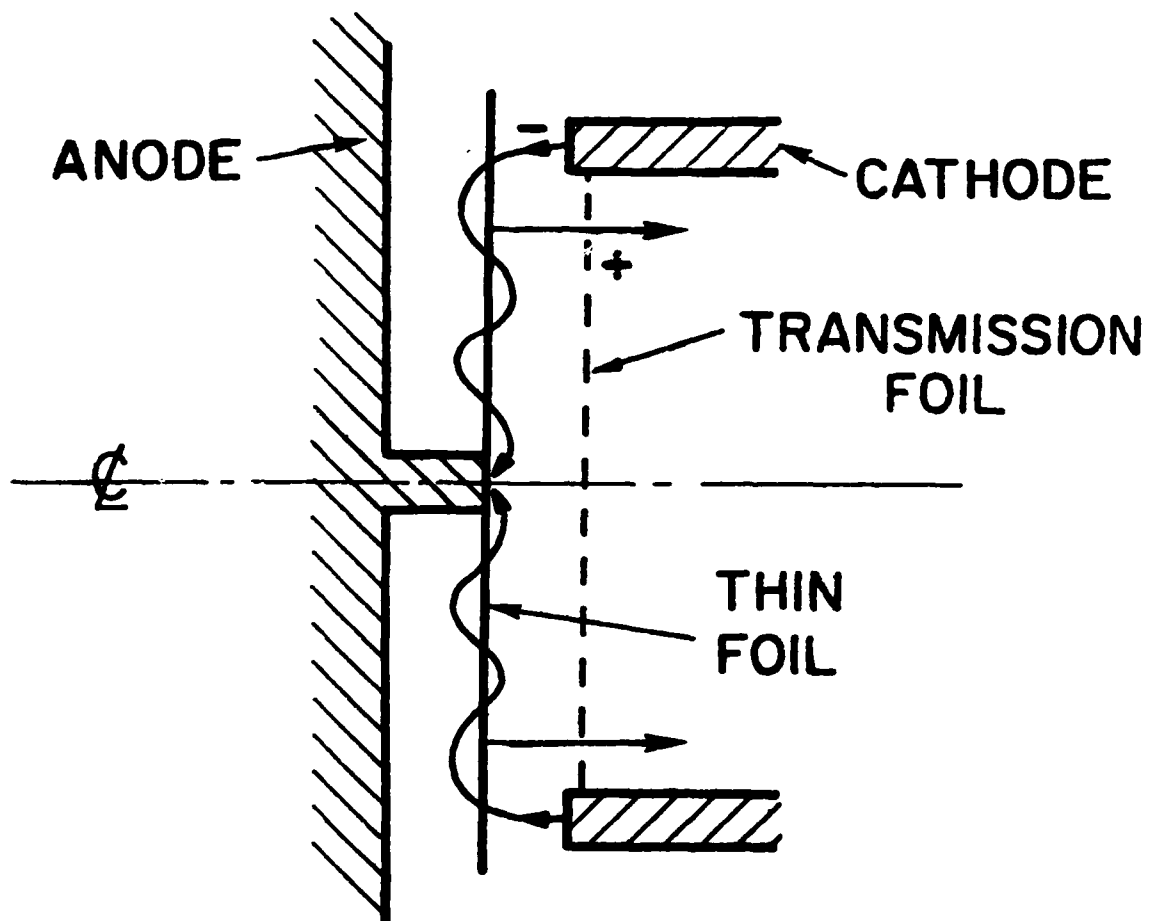 ANODE
-
CATHODE
+
TRANSMISSION
FOIL
℄
THIN
FOIL